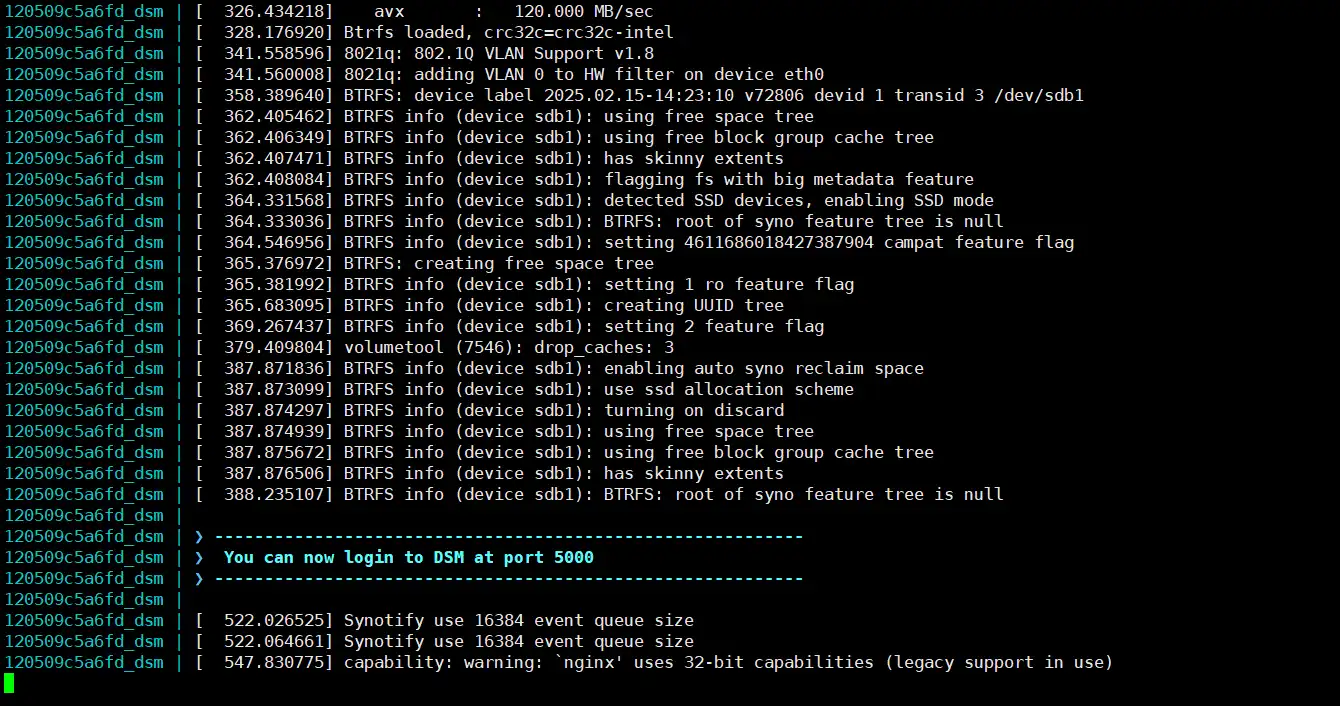 120509c5a6fd_dsm | [  326.434218]    avx       :   120.000 MB/sec
120509c5a6fd_dsm | [  328.176920] Btrfs loaded, crc32c=crc32c-intel
120509c5a6fd_dsm | [  341.558596] 8021q: 802.1Q VLAN Support v1.8
120509c5a6fd_dsm | [  341.560008] 8021q: adding VLAN 0 to HW filter on device eth0
120509c5a6fd_dsm | [  358.389640] BTRFS: device label 2025.02.15-14:23:10 v72806 devid 1 transid 3 /dev/sdb1
120509c5a6fd_dsm | [  362.405462] BTRFS info (device sdb1): using free space tree
120509c5a6fd_dsm | [  362.406349] BTRFS info (device sdb1): using free block group cache tree
120509c5a6fd_dsm | [  362.407471] BTRFS info (device sdb1): has skinny extents
120509c5a6fd_dsm | [  362.408084] BTRFS info (device sdb1): flagging fs with big metadata feature
120509c5a6fd_dsm | [  364.331568] BTRFS info (device sdb1): detected SSD devices, enabling SSD mode
120509c5a6fd_dsm | [  364.333036] BTRFS info (device sdb1): BTRFS: root of syno feature tree is null
120509c5a6fd_dsm | [  364.546956] BTRFS info (device sdb1): setting 4611686018427387904 campat feature flag
120509c5a6fd_dsm | [  365.376972] BTRFS: creating free space tree
120509c5a6fd_dsm | [  365.381992] BTRFS info (device sdb1): setting 1 ro feature flag
120509c5a6fd_dsm | [  365.683095] BTRFS info (device sdb1): creating UUID tree
120509c5a6fd_dsm | [  369.267437] BTRFS info (device sdb1): setting 2 feature flag
120509c5a6fd_dsm | [  379.409804] volumetool (7546): drop_caches: 3
120509c5a6fd_dsm | [  387.871836] BTRFS info (device sdb1): enabling auto syno reclaim space
120509c5a6fd_dsm | [  387.873099] BTRFS info (device sdb1): use ssd allocation scheme
120509c5a6fd_dsm | [  387.874297] BTRFS info (device sdb1): turning on discard
120509c5a6fd_dsm | [  387.874939] BTRFS info (device sdb1): using free space tree
120509c5a6fd_dsm | [  387.875672] BTRFS info (device sdb1): using free block group cache tree
120509c5a6fd_dsm | [  387.876506] BTRFS info (device sdb1): has skinny extents
120509c5a6fd_dsm | [  388.235107] BTRFS info (device sdb1): BTRFS: root of syno feature tree is null
120509c5a6fd_dsm |
120509c5a6fd_dsm | ❯ -----------------------------------------------------------
120509c5a6fd_dsm | ❯  You can now login to DSM at port 5000
120509c5a6fd_dsm | ❯ -----------------------------------------------------------
120509c5a6fd_dsm |
120509c5a6fd_dsm | [  522.026525] Synotify use 16384 event queue size
120509c5a6fd_dsm | [  522.064661] Synotify use 16384 event queue size
120509c5a6fd_dsm | [  547.830775] capability: warning: `nginx' uses 32-bit capabilities (legacy support in use)